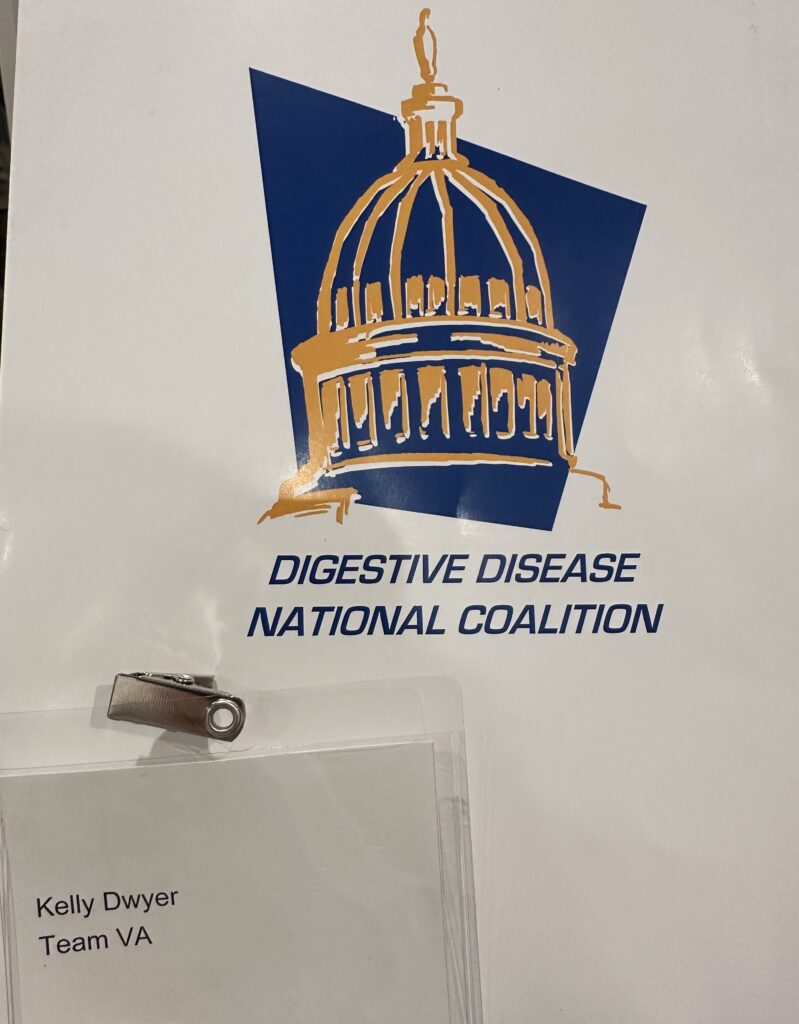 DIGESTIVE DISEASE
NATIONAL COALITION
Kelly Dwyer
Team VA